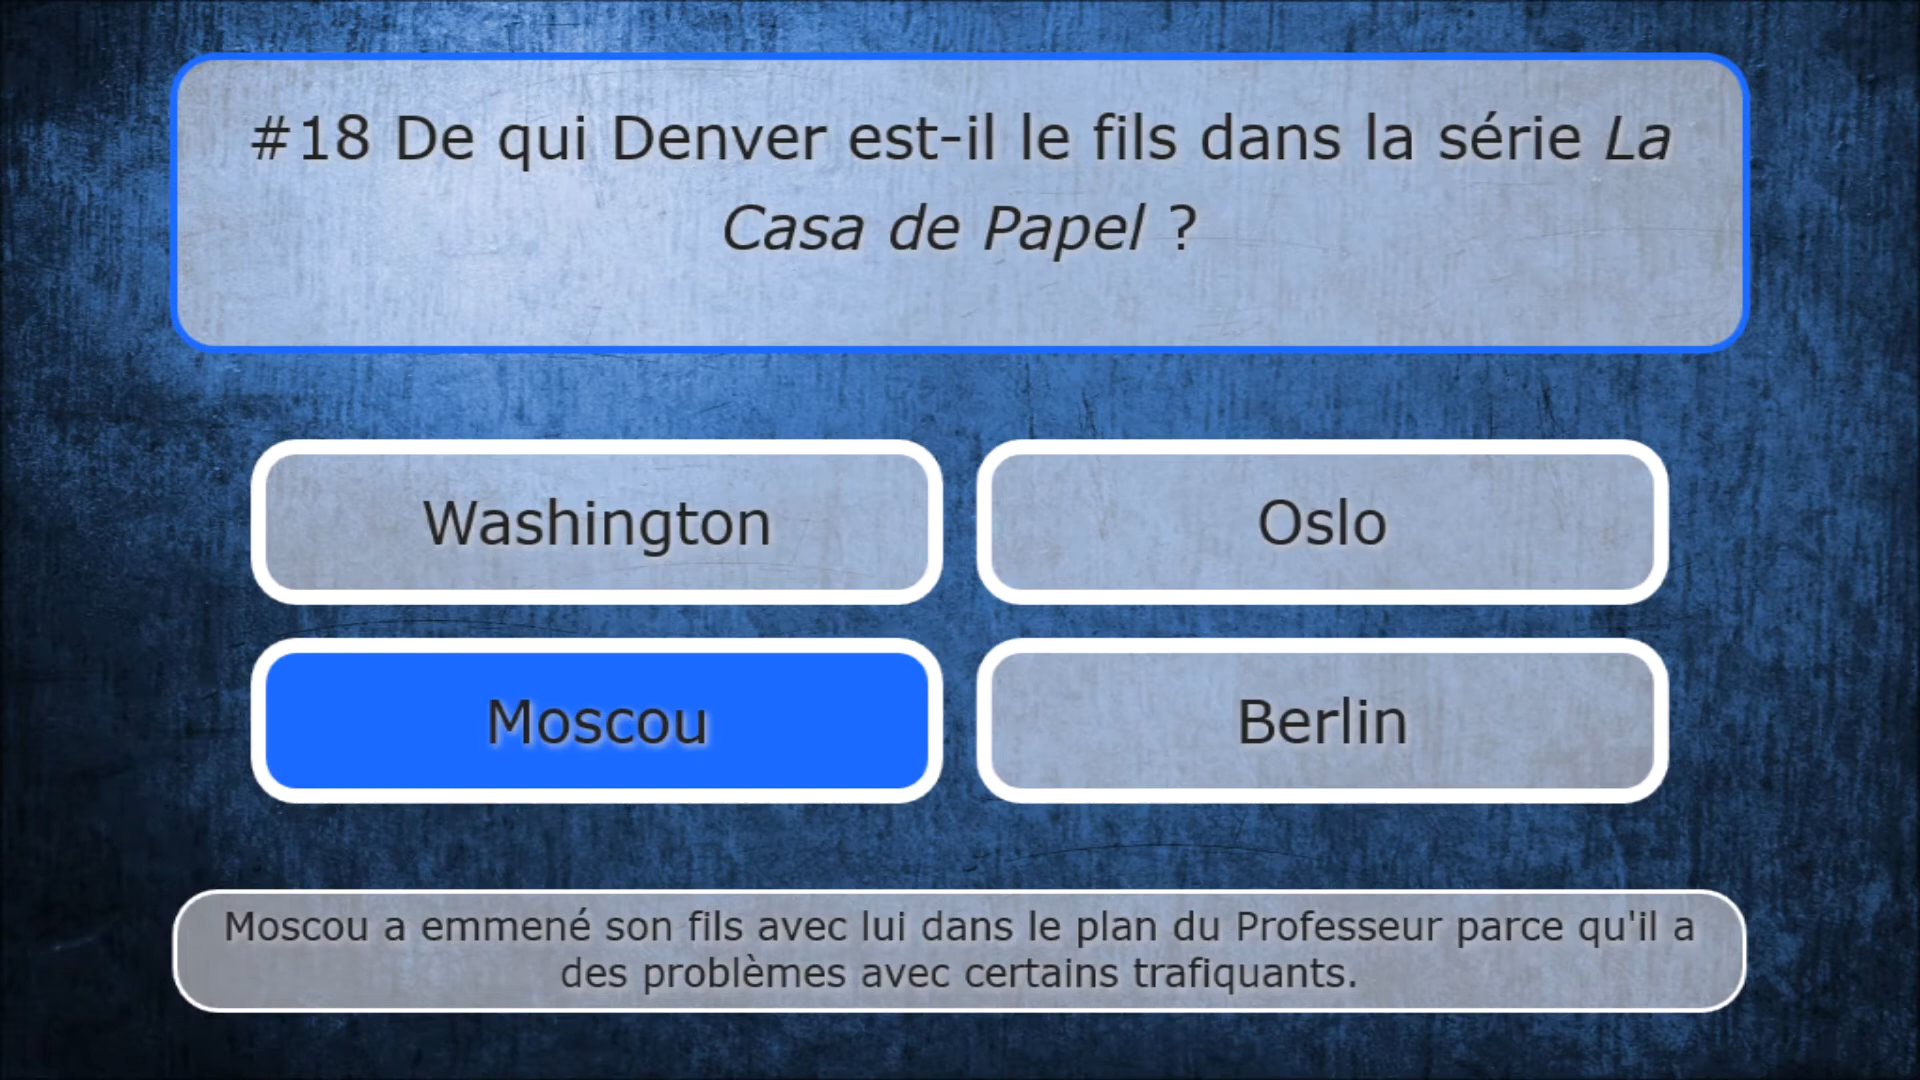 #18 De qui Denver est-il le fils dans la série La
Casa de Papel ?
Washington
Oslo
Moscou
Berlin
Moscou a emmené son fils avec lui dans le plan du Professeur parce qu'il a
des problèmes avec certains trafiquants.